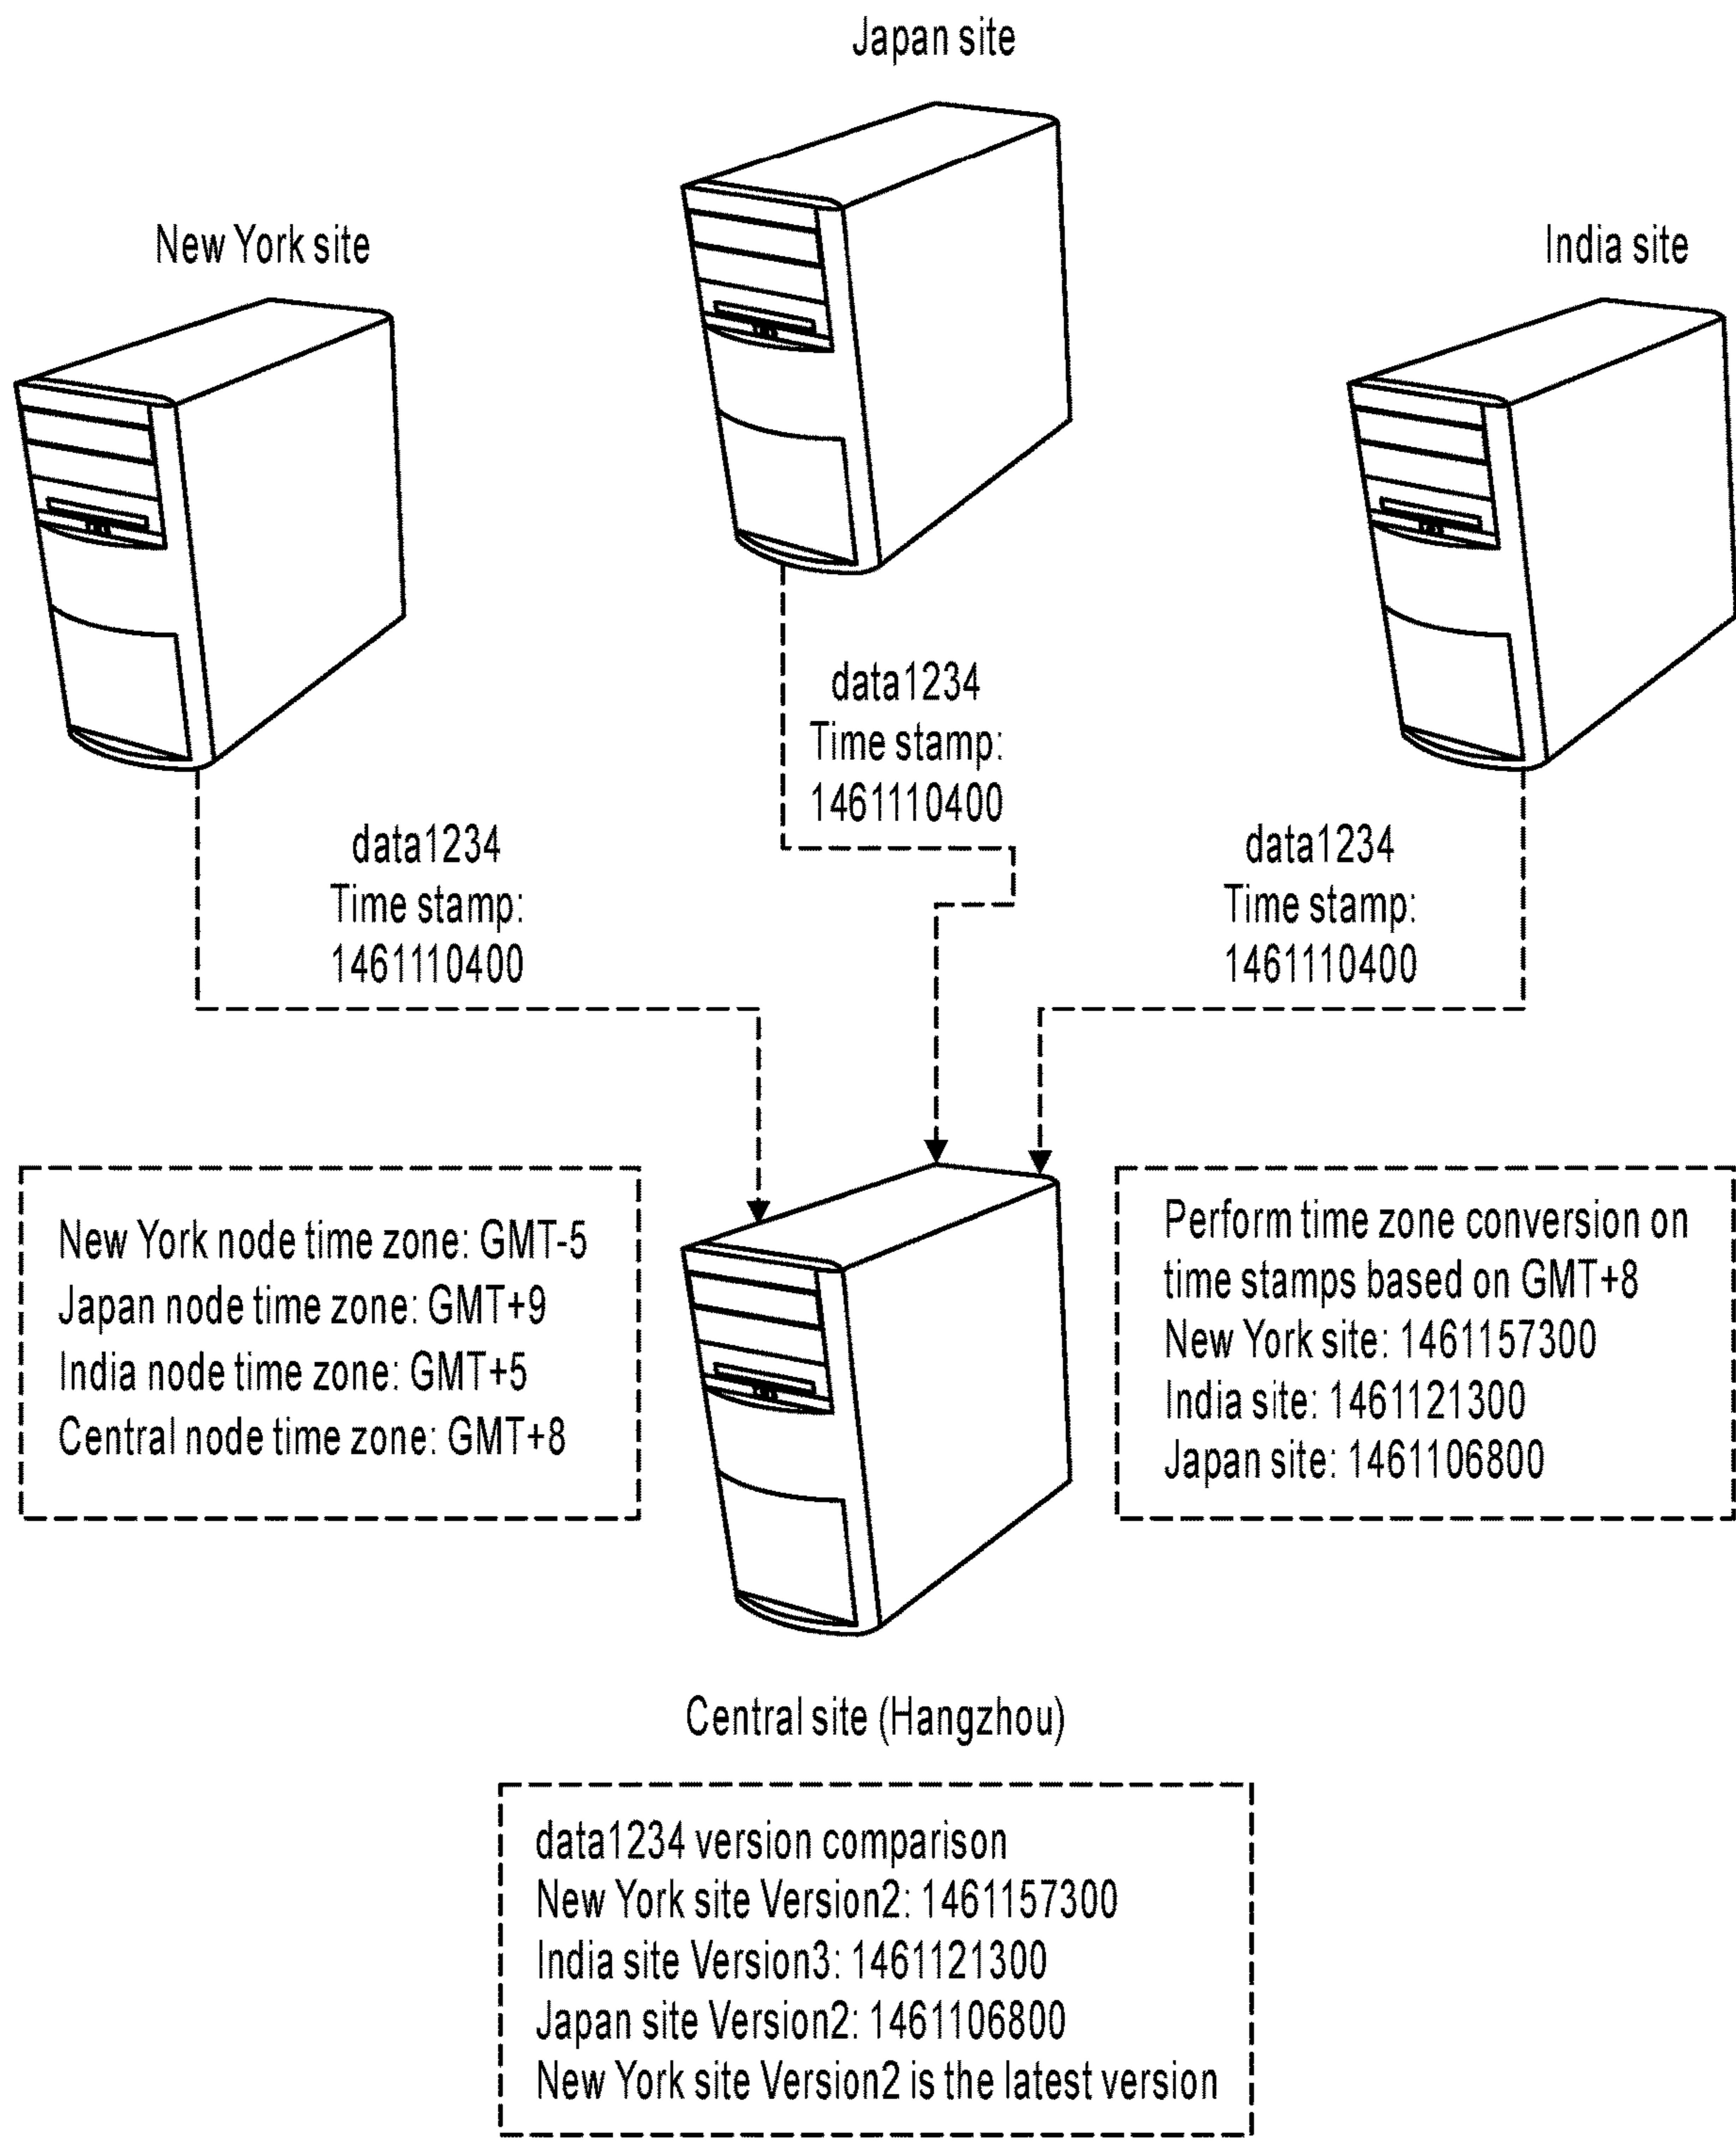 Japan site
New York site
India site
data1234
Time stamp:
1461110400
data1234
Time stamp:
1461110400
data1234
Time stamp:
1461110400
New York node time zone: GMT-5
Japan node time zone: GMT+9
India node time zone: GMT+5
Central node time zone: GMT+8
Perform time zone conversion on
time stamps based on GMT+8
New York site: 1461157300
India site: 1461121300
Japan site: 1461106800
Central site (Hangzhou)
data1234 version comparison
New York site Version2: 1461157300
India site Version3: 1461121300
Japan site Version2: 1461106800
New York site Version2 is the latest version